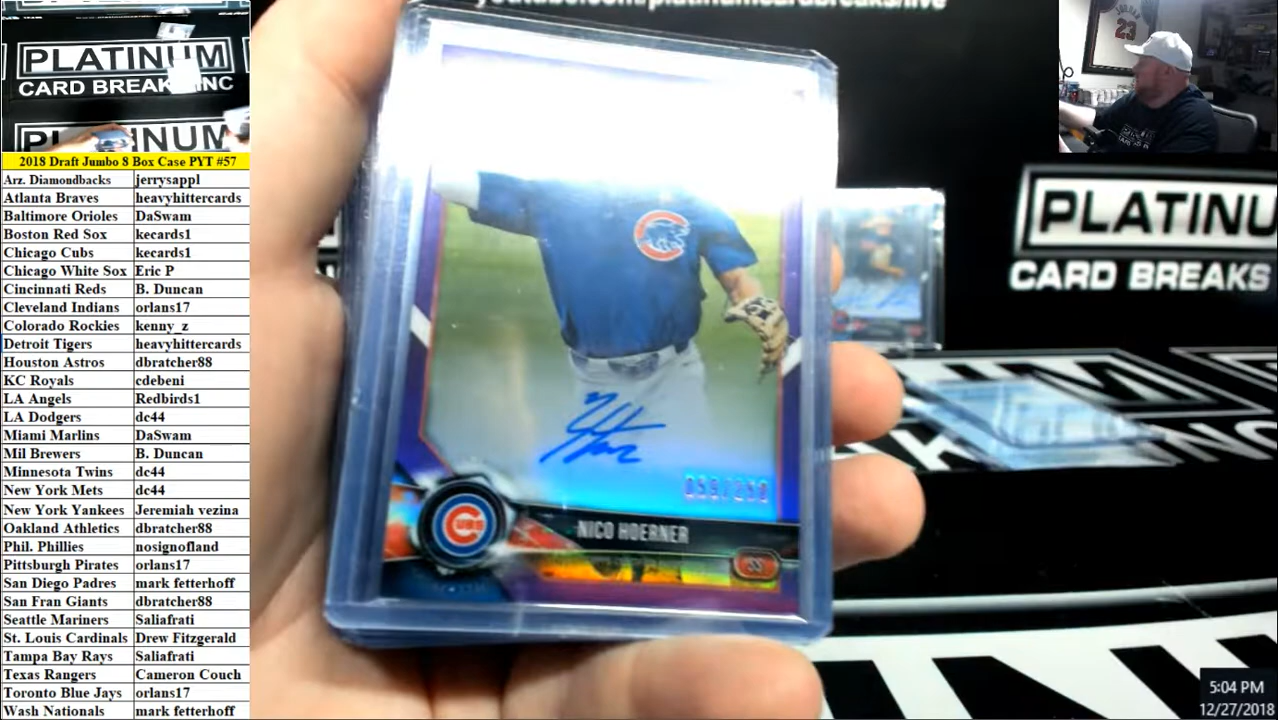 youtube.com/platinumcardbreaks/live
PLATINUM
CARD BREAKS INC
PLATINUM
2018 Draft Jumbo 8 Box Case PYT #57
Arz. Diamondbacks jerrysappl
Atlanta Braves heavyhittercards
Baltimore Orioles DaSwam
Boston Red Sox kecards1
Chicago Cubs kecards1
Chicago White Sox Eric P
Cincinnati Reds B. Duncan
Cleveland Indians orlans17
Colorado Rockies kenny_z
Detroit Tigers heavyhittercards
Houston Astros dbratcher88
KC Royals cdebeni
LA Angels Redbirds1
LA Dodgers dc44
Miami Marlins DaSwam
Mil Brewers B. Duncan
Minnesota Twins dc44
New York Mets dc44
New York Yankees Jeremiah vezina
Oakland Athletics dbratcher88
Phil. Phillies nosignofland
Pittsburgh Pirates orlans17
San Diego Padres mark fetterhoff
San Fran Giants dbratcher88
Seattle Mariners Saliafrati
St. Louis Cardinals Drew Fitzgerald
Tampa Bay Rays Saliafrati
Texas Rangers Cameron Couch
Toronto Blue Jays orlans17
Wash Nationals mark fetterhoff
23
PLATINU
CARD BREAKS
CUBS
NICO HOERNER
5:04 PM
12/27/2018